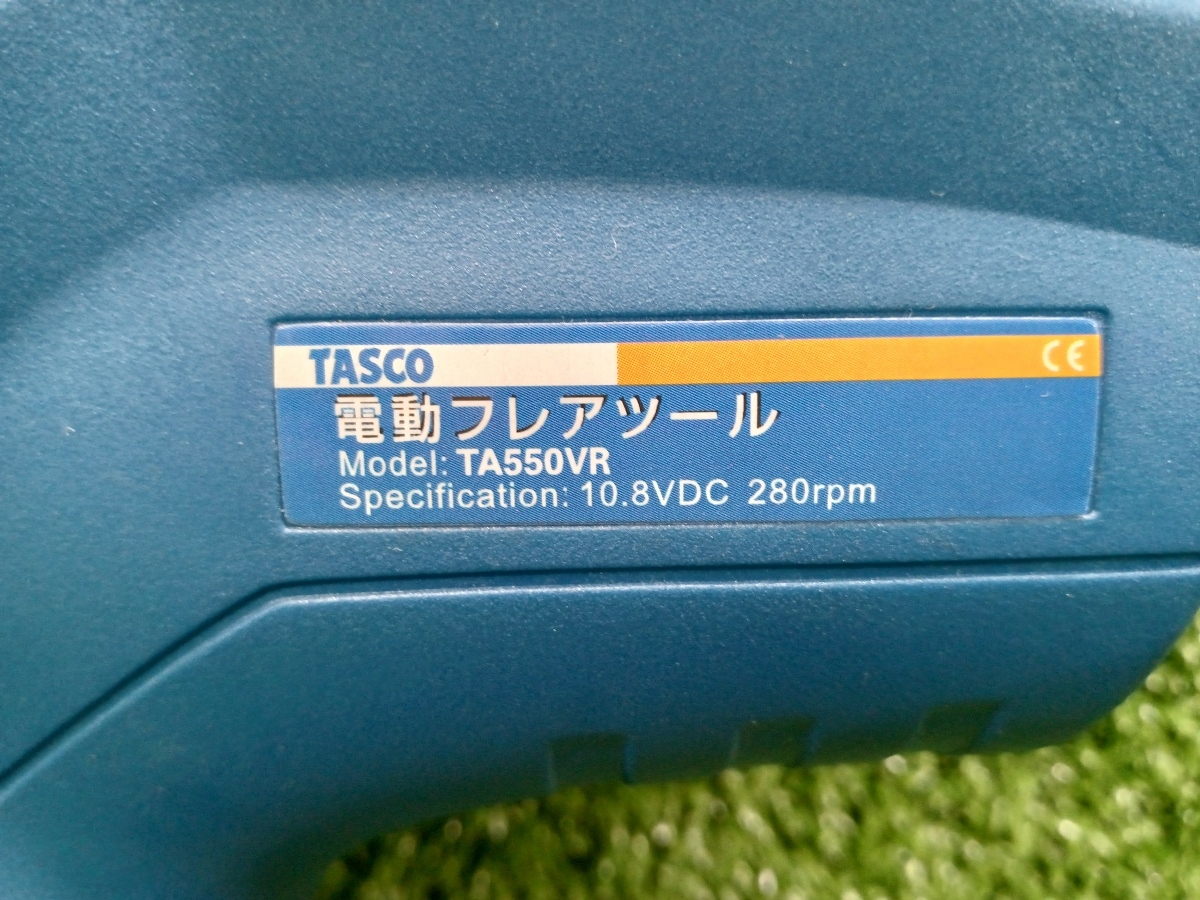 TASCO CE
電動フレアツール
Model: TA550VR
Specification: 10.8VDC 280rpm